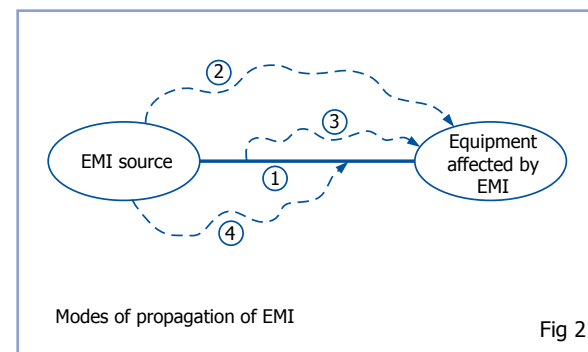 2
3
EMI source
Equipment
affected by
EMI
1
4
Modes of propagation of EMI
Fig 2